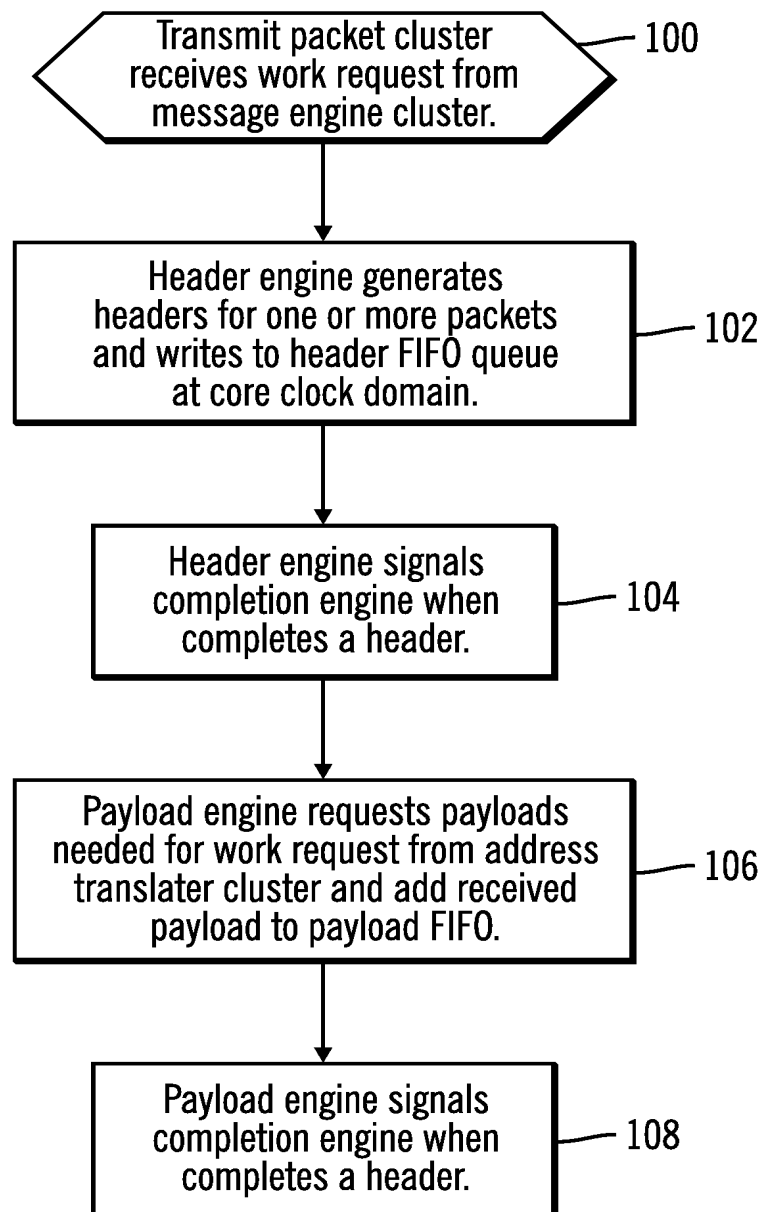 Transmit packet cluster
receives work request from
message engine cluster.
100
Header engine generates
headers for one or more packets
and writes to header FIFO queue
at core clock domain.
102
Header engine signals
completion engine when
completes a header.
104
Payload engine requests payloads
needed for work request from address
translater cluster and add received
payload to payload FIFO.
106
Payload engine signals
completion engine when
completes a header.
108